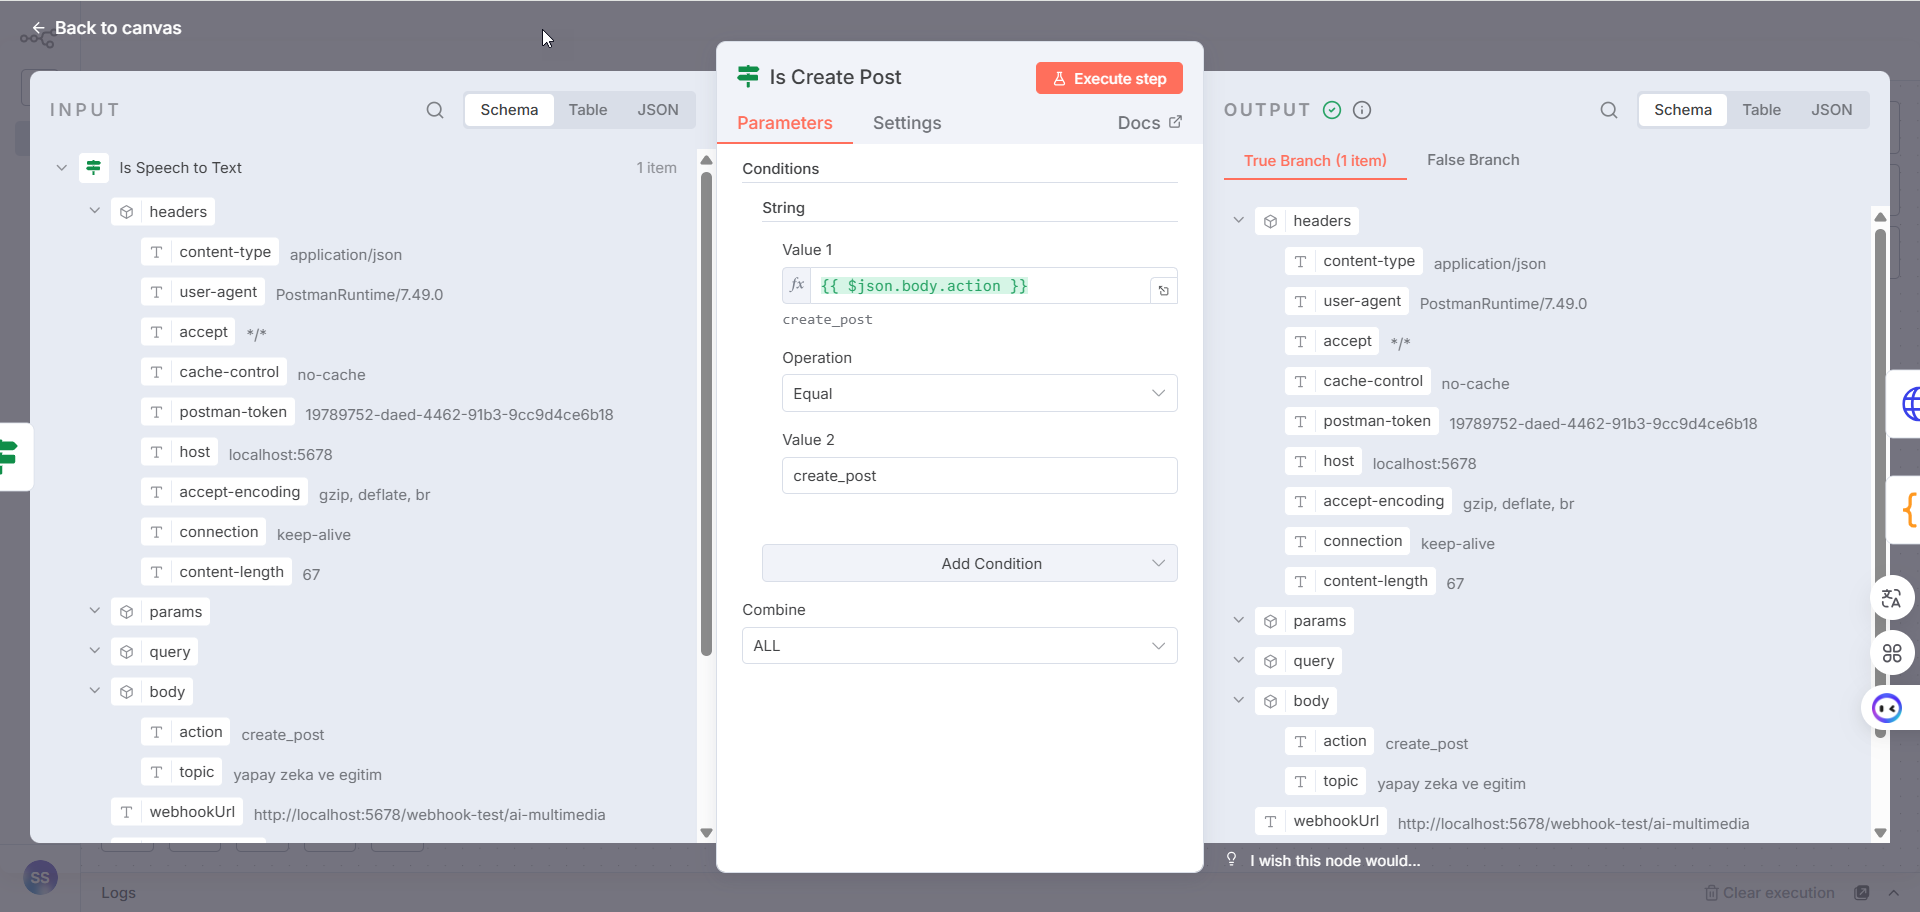 Back to canvas
INPUT
Schema Table JSON
Is Speech to Text 1 item
headers
T content-type application/json
T user-agent PostmanRuntime/7.49.0
T accept */*
T cache-control no-cache
T postman-token 19789752-daed-4462-91b3-9cc9d4ce6b18
T host localhost:5678
T accept-encoding gzip, deflate, br
T connection keep-alive
T content-length 67
params
query
body
T action create_post
T topic yapay zeka ve egitim
T webhookUrl http://localhost:5678/webhook-test/ai-multimedia
Is Create Post
Execute step
Parameters Settings Docs
Conditions
String
Value 1
fx {{ $json.body.action }}
create_post
Operation
Equal
Value 2
create_post
Add Condition
Combine
ALL
OUTPUT
Schema Table JSON
True Branch (1 item) False Branch
headers
T content-type application/json
T user-agent PostmanRuntime/7.49.0
T accept */*
T cache-control no-cache
T postman-token 19789752-daed-4462-91b3-9cc9d4ce6b18
T host localhost:5678
T accept-encoding gzip, deflate, br
T connection keep-alive
T content-length 67
params
query
body
T action create_post
T topic yapay zeka ve egitim
T webhookUrl http://localhost:5678/webhook-test/ai-multimedia
I wish this node would...
SS
Logs
Clear execution